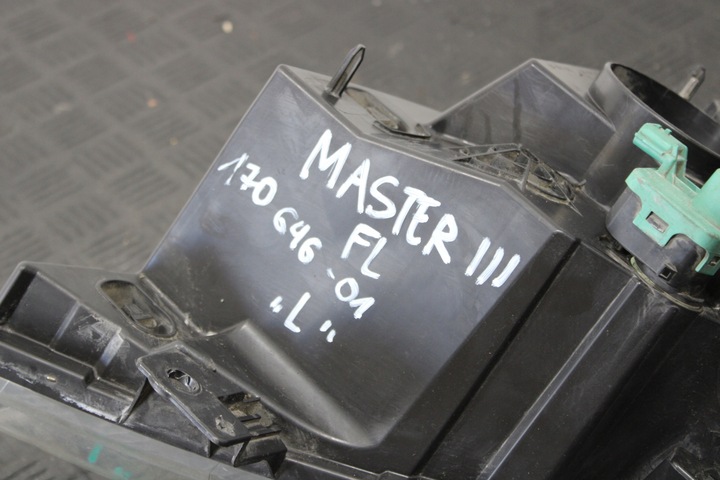 MASTER III
FL
170 646-01
„L“